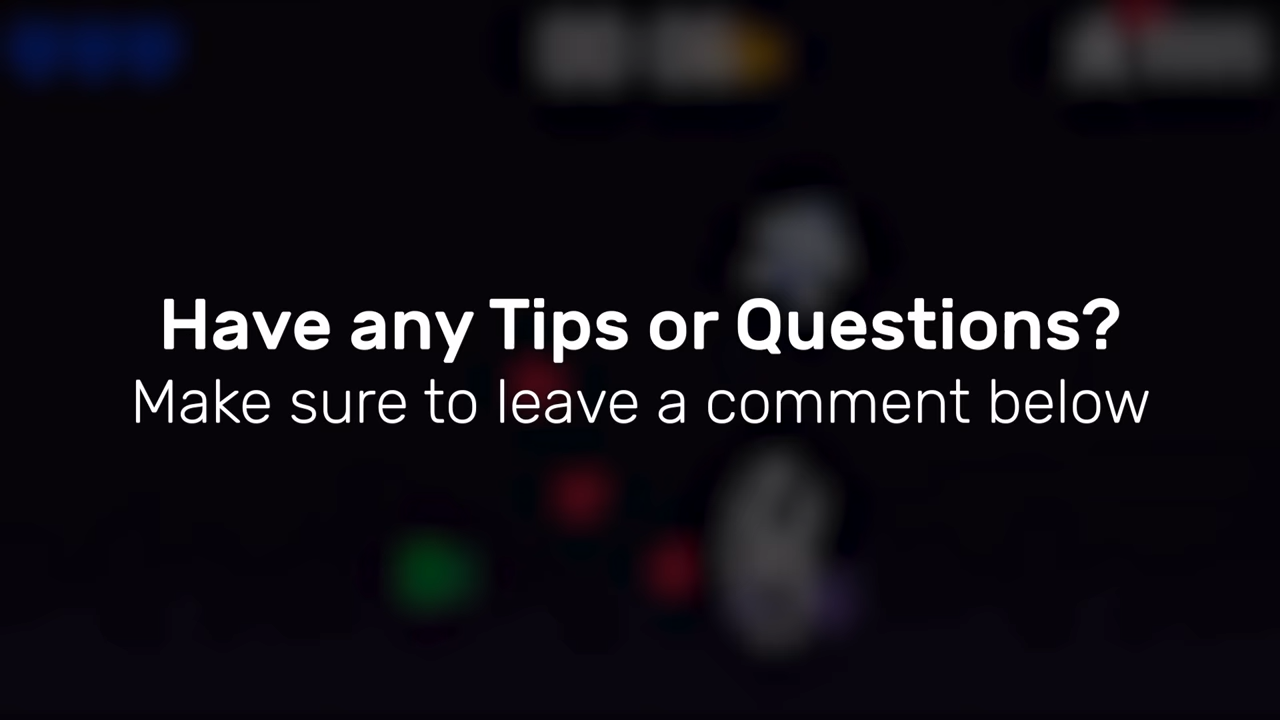 Have any Tips or Questions?
Make sure to leave a comment below